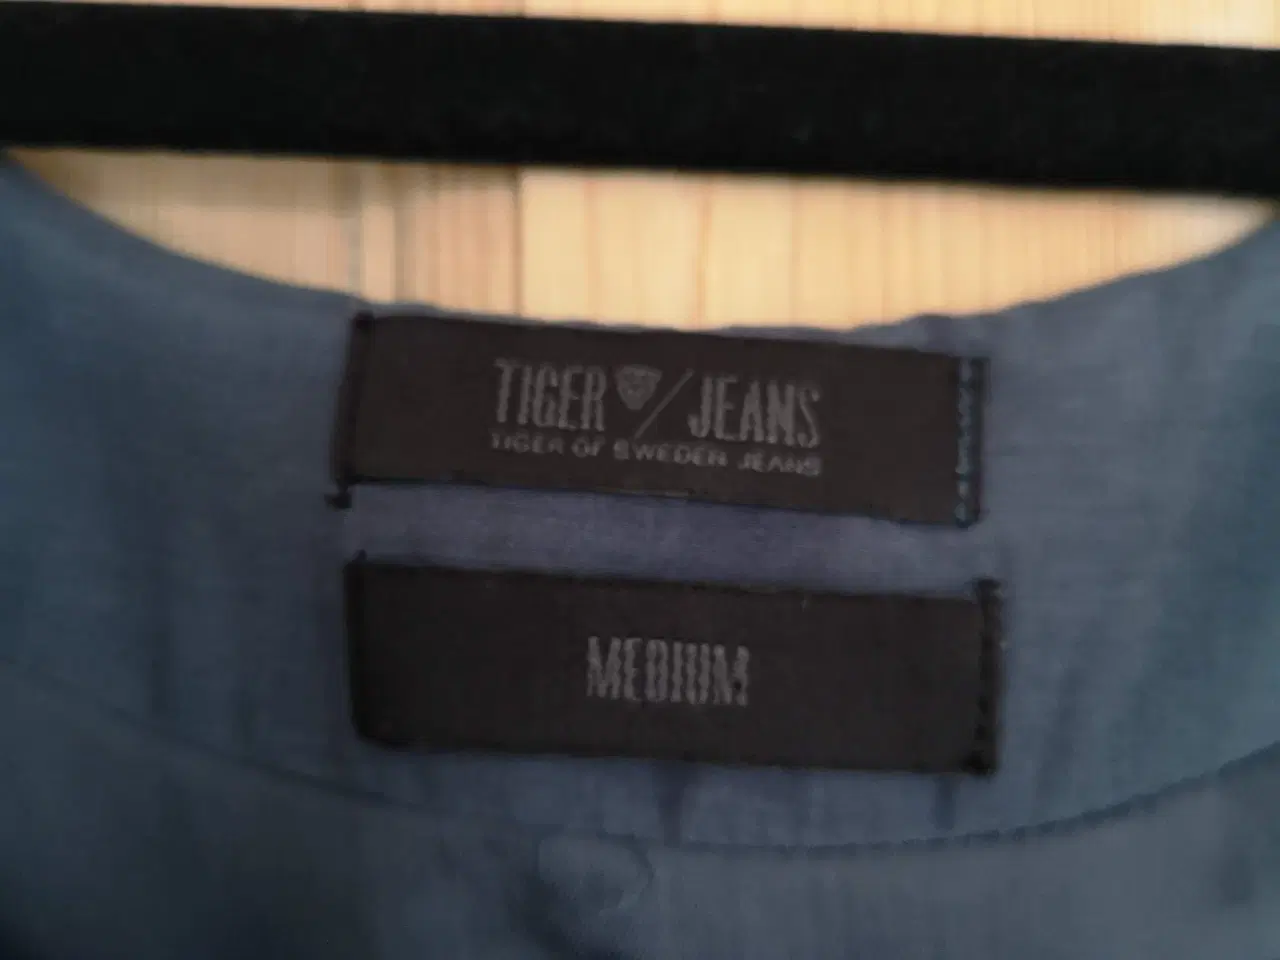 TIGER / JEANS
TIGER OF SWEDEN JEANS
MEDIUM